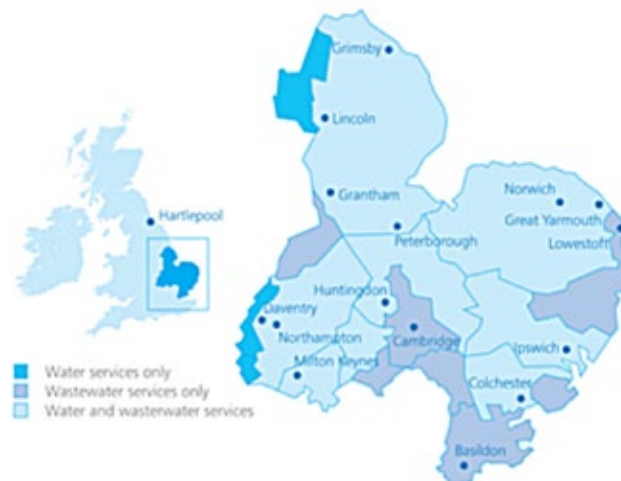 Grimsby
Lincoln
Grantham
Norwich
Great Yarmouth
Lowestoft
Peterborough
Hartlepool
Huntingdon
Daventry
Northampton
Cambridge
Milton Keynes
Ipswich
Colchester
Basildon
Water services only
Wastewater services only
Water and wasterwater services